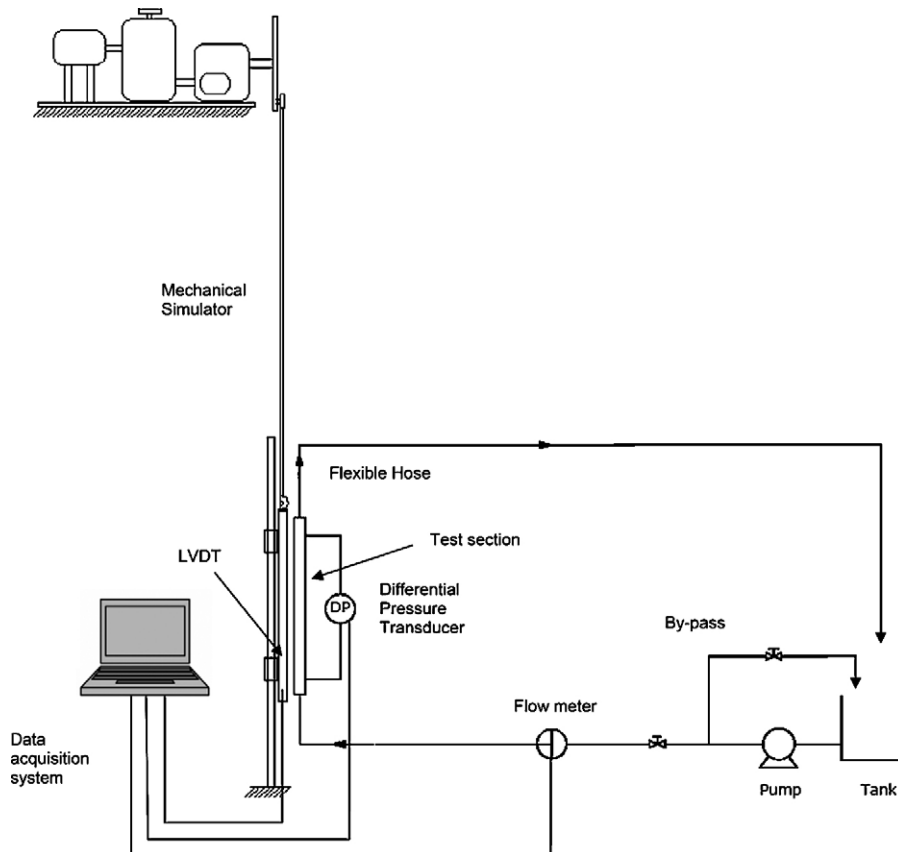 Mechanical
Simulator
Flexible Hose
Test section
LVDT
DP
Differential
Pressure
Transducer
By-pass
Flow meter
Data
acquisition
system
Pump
Tank